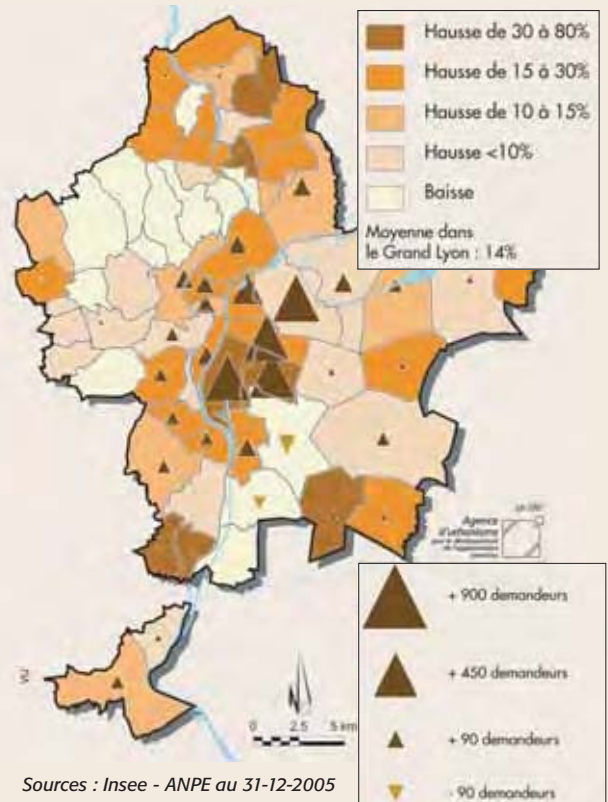 Hausse de 30 à 80%
Hausse de 15 à 30%
Hausse de 10 à 15%
Hausse <10%
Baisse
Moyenne dans
le Grand Lyon : 14%
Agence
d'urbanisme
+ 900 demandeurs
+ 450 demandeurs
+ 90 demandeurs
- 90 demandeurs
0 2.5 5 km
Sources : Insee - ANPE au 31-12-2005